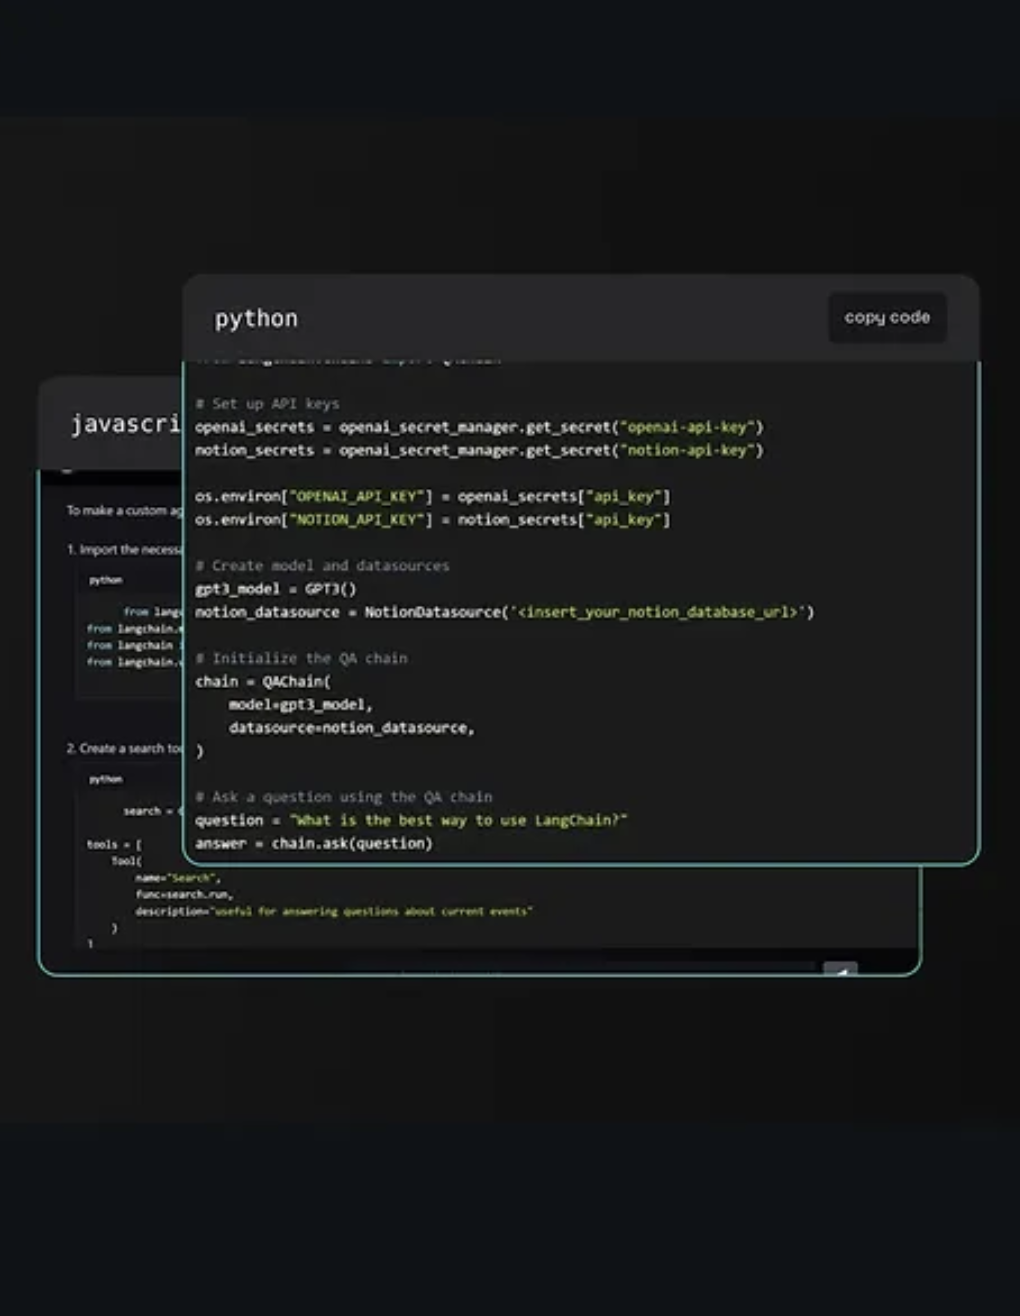 python
copy code
# Set up API keys
openai_secrets = openai_secret_manager.get_secret("openai-api-key")
notion_secrets = openai_secret_manager.get_secret("notion-api-key")
os.environ["OPENAI_API_KEY"] = openai_secrets["api_key"]
os.environ["NOTION_API_KEY"] = notion_secrets["api_key"]
# Create model and datasources
gpt3_model = GPT3()
notion_datasource = NotionDatasource('<insert_your_notion_database_url>')
# Initialize the QA chain
chain = QAChain(
model=gpt3_model,
datasource=notion_datasource,
)
# Ask a question using the QA chain
question = "What is the best way to use LangChain?"
answer = chain.ask(question)
javascri
To make a custom ag
1. Import the necessa
python
from langc
from langchain.
from langchain
from langchain.
2. Create a search too
python
search =
tools = [
Tool(
name="Search",
func=search.run,
description="useful for answering questions about current events"
)
]